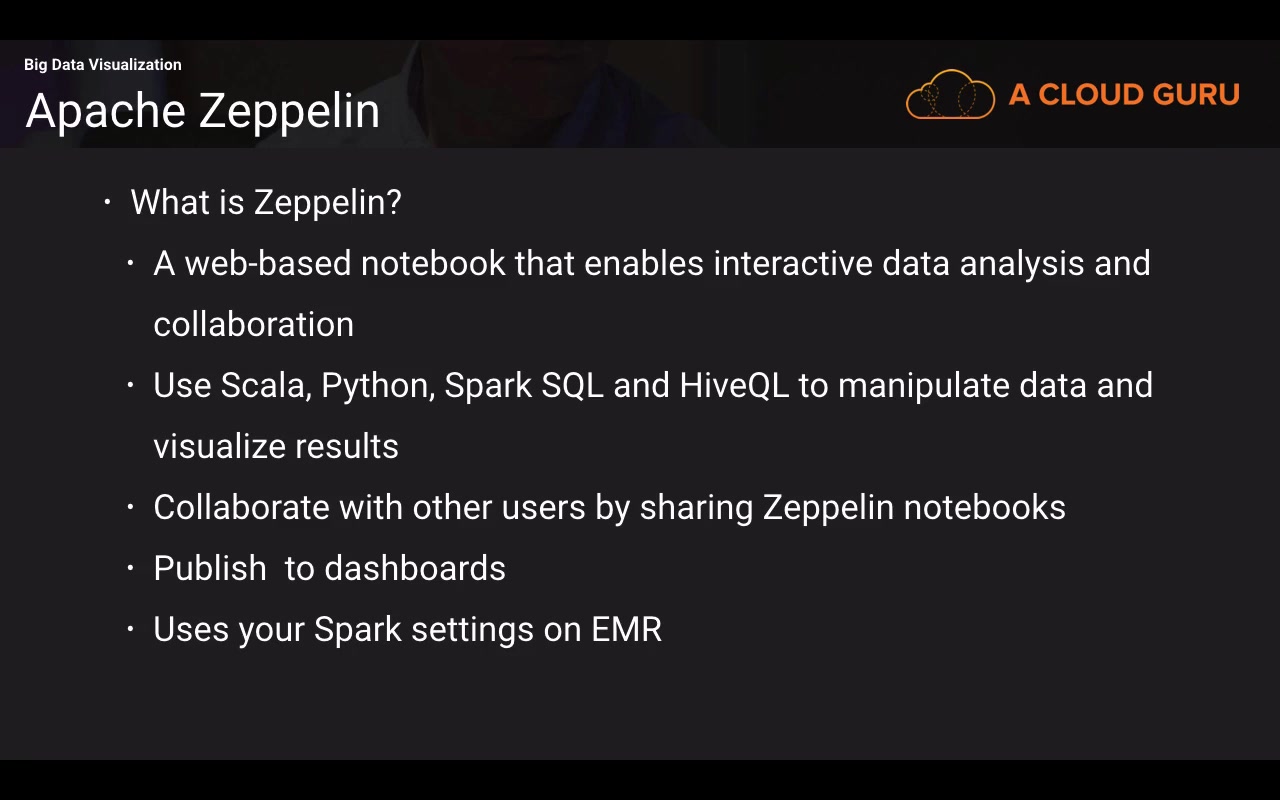 Big Data Visualization
Apache Zeppelin
A CLOUD GURU
• What is Zeppelin?
• A web-based notebook that enables interactive data analysis and
collaboration
• Use Scala, Python, Spark SQL and HiveQL to manipulate data and
visualize results
• Collaborate with other users by sharing Zeppelin notebooks
• Publish  to dashboards
• Uses your Spark settings on EMR